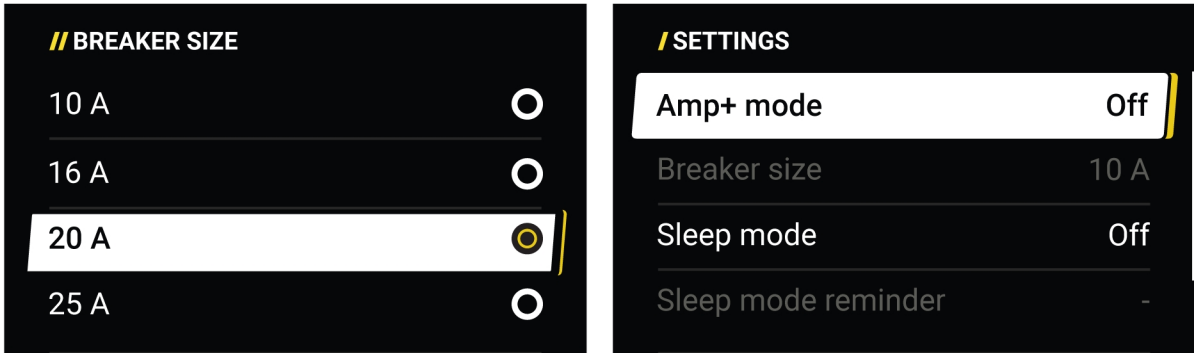 // BREAKER SIZE
10 A
16 A
20 A
25 A
/ SETTINGS
Amp+ mode Off
Breaker size 10 A
Sleep mode Off
Sleep mode reminder -